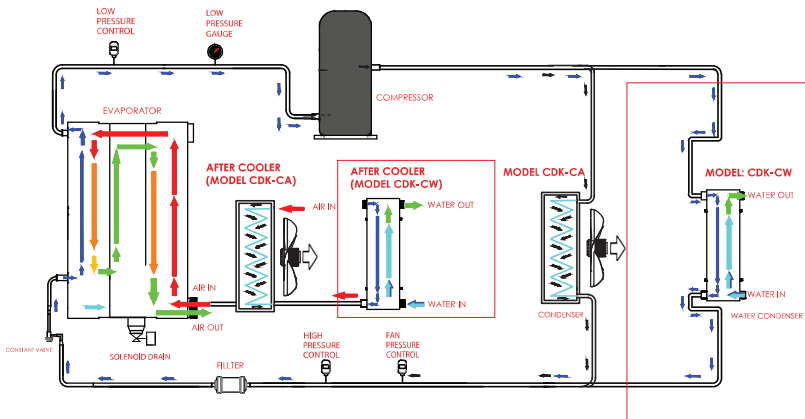 LOW
PRESSURE
CONTROL
LOW
PRESSURE
GAUGE
COMPRESSOR
EVAPORATOR
AFTER COOLER
(MODEL CDK-CA)
AFTER COOLER
(MODEL CDK-CW)
MODEL CDK-CA
MODEL: CDK-CW
AIR IN
WATER OUT
WATER OUT
AIR IN
AIR OUT
WATER IN
WATER IN
CONDENSER
WATER CONDENSER
CONSTANT VALVE
SOLENOID DRAIN
FILLTER
HIGH
PRESSURE
CONTROL
FAN
PRESSURE
CONTROL